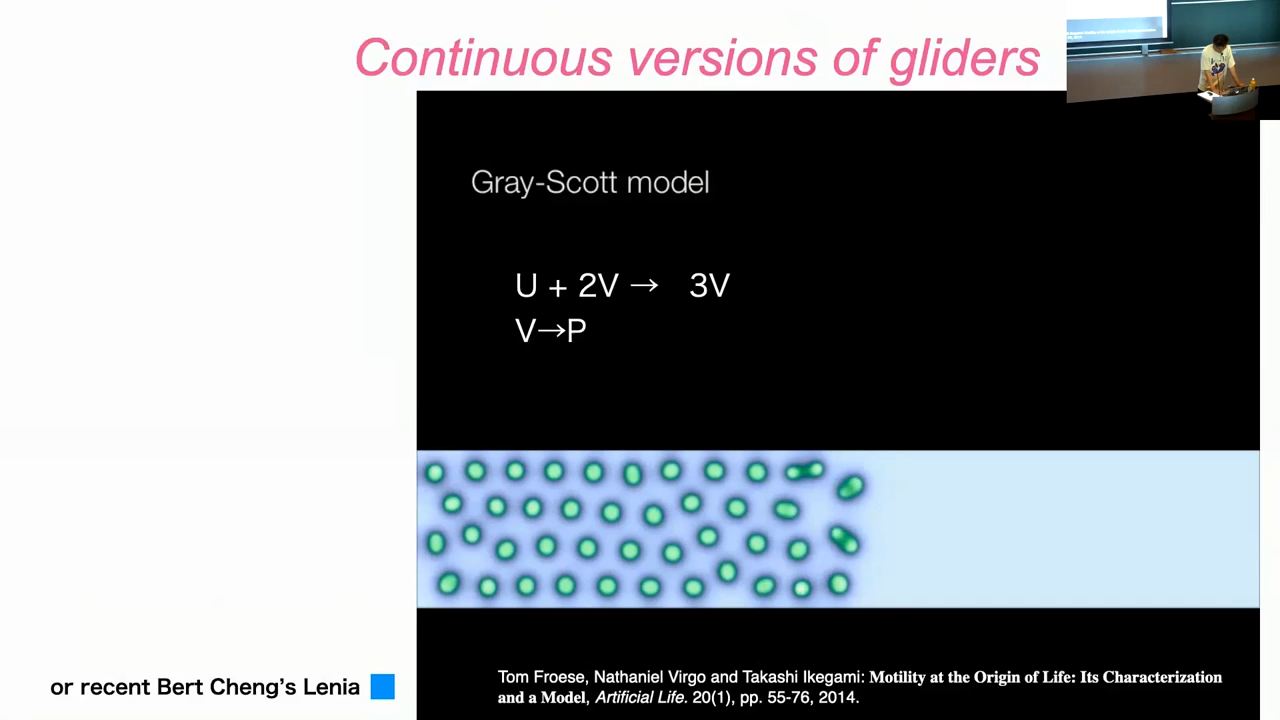 Continuous versions of gliders
Gray-Scott model
U + 2V → 3V
V→P
or recent Bert Cheng's Lenia
Tom Froese, Nathaniel Virgo and Takashi Ikegami: Motility at the Origin of Life: Its Characterization
and a Model, Artificial Life. 20(1), pp. 55-76, 2014.